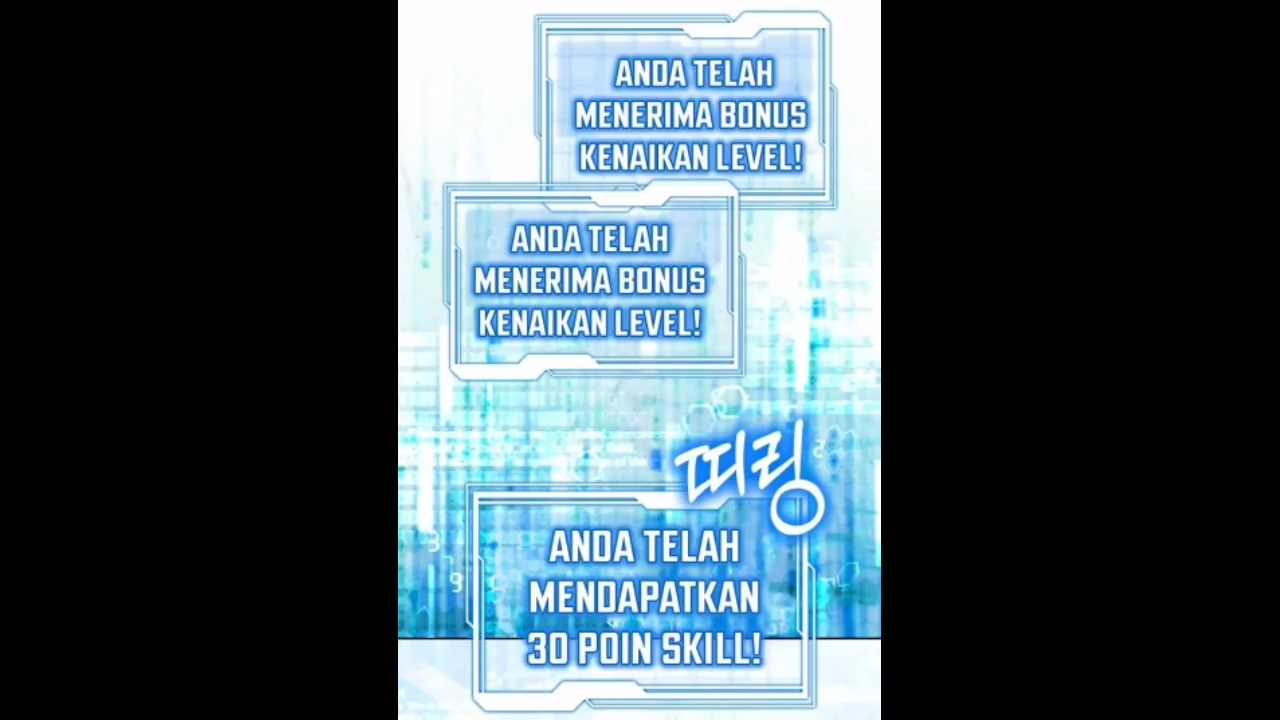 ANDA TELAH
MENERIMA BONUS
KENAIKAN LEVEL!
ANDA TELAH
MENERIMA BONUS
KENAIKAN LEVEL!
띠링
ANDA TELAH
MENDAPATKAN
30 POIN SKILL!